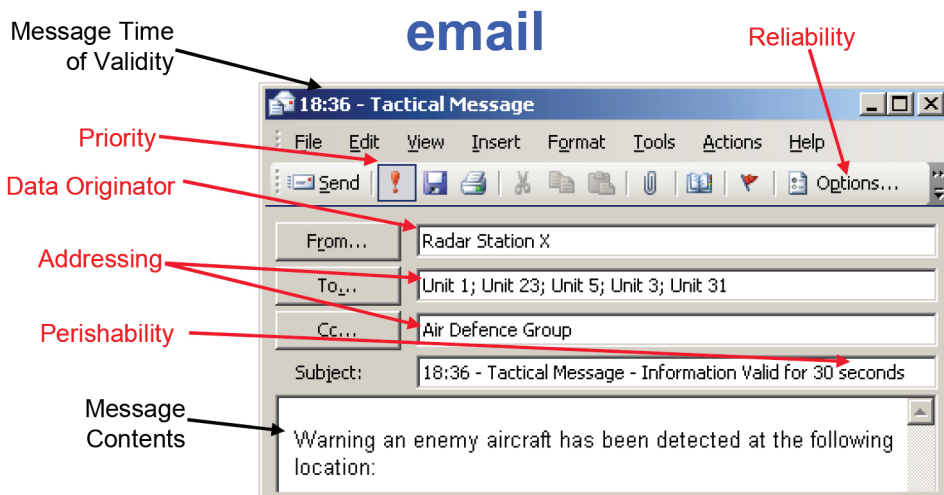 email
Message Time
of Validity
Reliability
18:36 - Tactical Message
Priority
File Edit View Insert Format Tools Actions Help
Data Originator
Send Options...
From... Radar Station X
Addressing
To... Unit 1; Unit 23; Unit 5; Unit 3; Unit 31
Perishability
Cc... Air Defence Group
Subject: 18:36 - Tactical Message - Information Valid for 30 seconds
Message
Contents
Warning an enemy aircraft has been detected at the following
location: